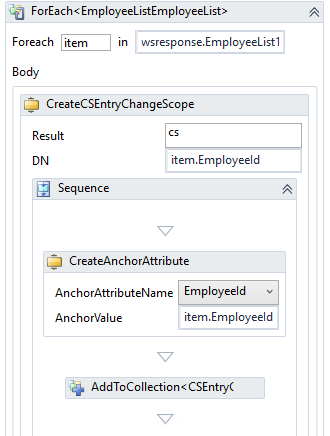 ForEach<EmployeeListEmployeeList>
Foreach item in wsresponse.EmployeeList1
Body
CreateCSEntryChangeScope
Result cs
DN item.EmployeeId
Sequence
CreateAnchorAttribute
AnchorAttributeName EmployeeId
AnchorValue item.EmployeeId
AddToCollection<CSEntryC